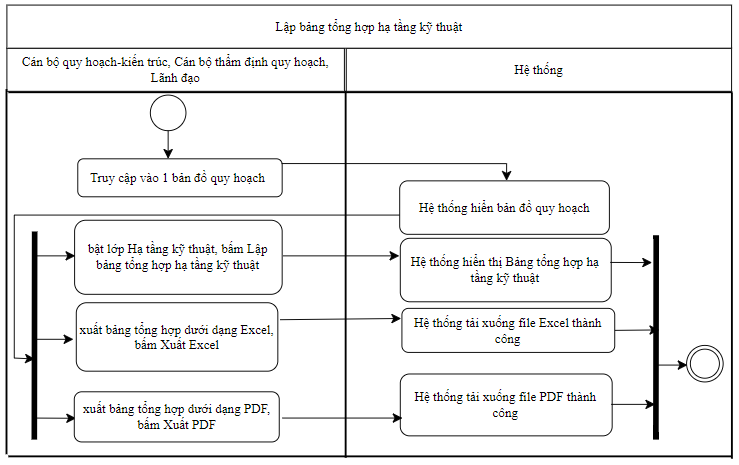 Lập bảng tổng hợp hạ tầng kỹ thuật
Cán bộ quy hoạch-kiến trúc, Cán bộ thẩm định quy hoạch,
Lãnh đạo
Hệ thống
Truy cập vào 1 bản đồ quy hoạch
Hệ thống hiển bản đồ quy hoạch
bật lớp Hạ tầng kỹ thuật, bấm Lập
bảng tổng hợp hạ tầng kỹ thuật
Hệ thống hiển thị Bảng tổng hợp hạ
tầng kỹ thuật
xuất bảng tổng hợp dưới dạng Excel,
bấm Xuất Excel
Hệ thống tải xuống file Excel thành
công
xuất bảng tổng hợp dưới dạng PDF,
bấm Xuất PDF
Hệ thống tải xuống file PDF thành
công